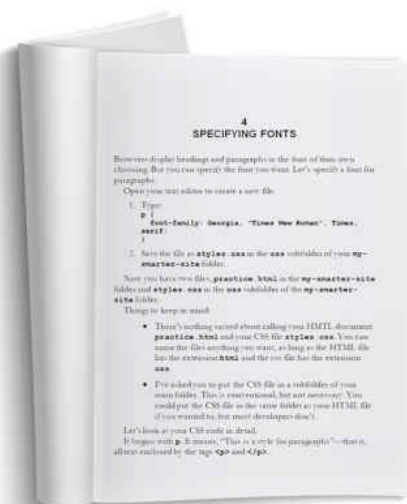 4
SPECIFYING FONTS
Browsers display headings and paragraphs in the font of their own
choosing. But you can specify the font you want. Let's specify a font for
paragraphs.
Open your text editor to create a new file.
1. Type:
p {
font-family: Georgia, "Times New Roman", Times,
serif;
}
2. Save the file as styles.css in the css subfolder of your my-
smarter-site folder.
Now you have two files, practice.html in the my-smarter-site
folder and styles.css in the css subfolder of the my-smarter-
site folder.
Things to keep in mind:
• There's nothing sacred about calling your HMTL document
practice.html and your CSS file styles.css. You can
name the files anything you want, as long as the HTML file
has the extension html and the css file has the extension
css.
• I've asked you to put the CSS file in a subfolder of your
main folder. This is conventional, but not necessary. You
could put the CSS file in the same folder as your HTML file
if you wanted to, but most developers don't.
Let's look at your CSS code in detail.
It begins with p. It means, "This is a style for paragraphs"—that is,
all text enclosed by the tags <p> and </p>.